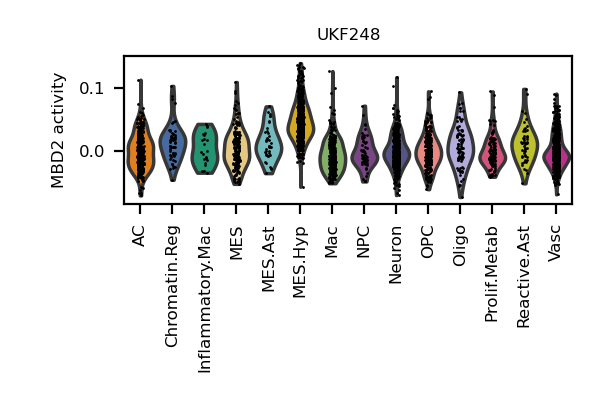 UKF248
MBD2 activity
0.1
0.0
AC
Chromatin.Reg
Inflammatory.Mac
MES
MES.Ast
MES.Hyp
Mac
NPC
Neuron
OPC
Oligo
Prolif.Metab
Reactive.Ast
Vasc